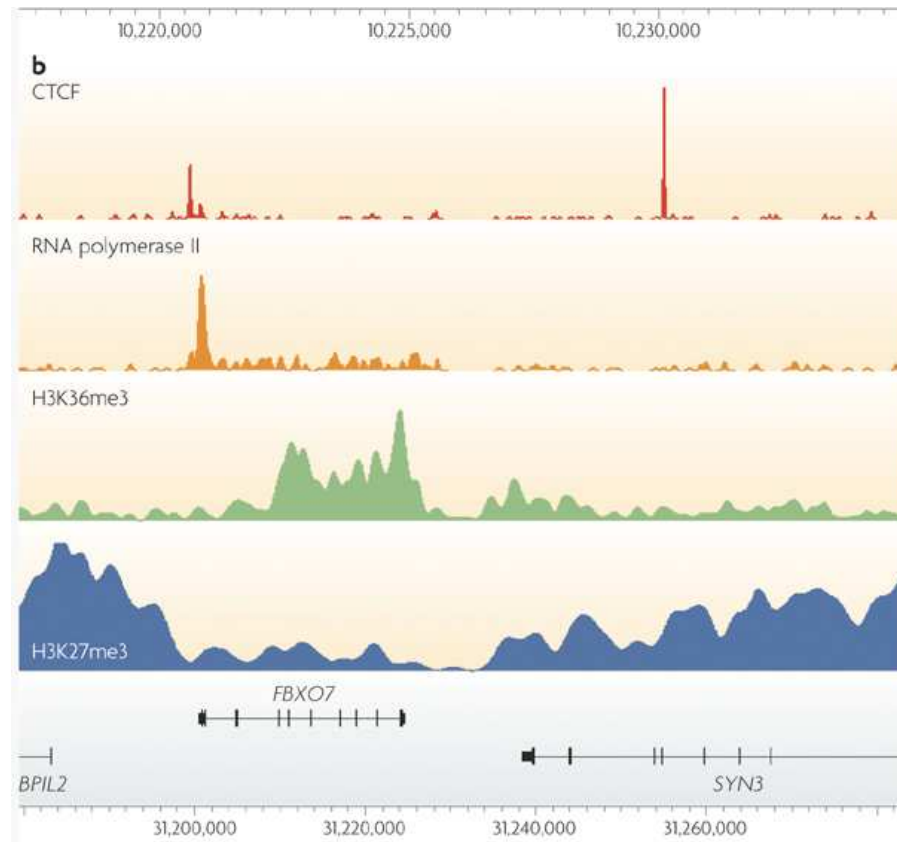 10,220,000 10,225,000 10,230,000
b
CTCF
RNA polymerase II
H3K36me3
H3K27me3
FBXO7
BPIL2 SYN3
31,200,000 31,220,000 31,240,000 31,260,000